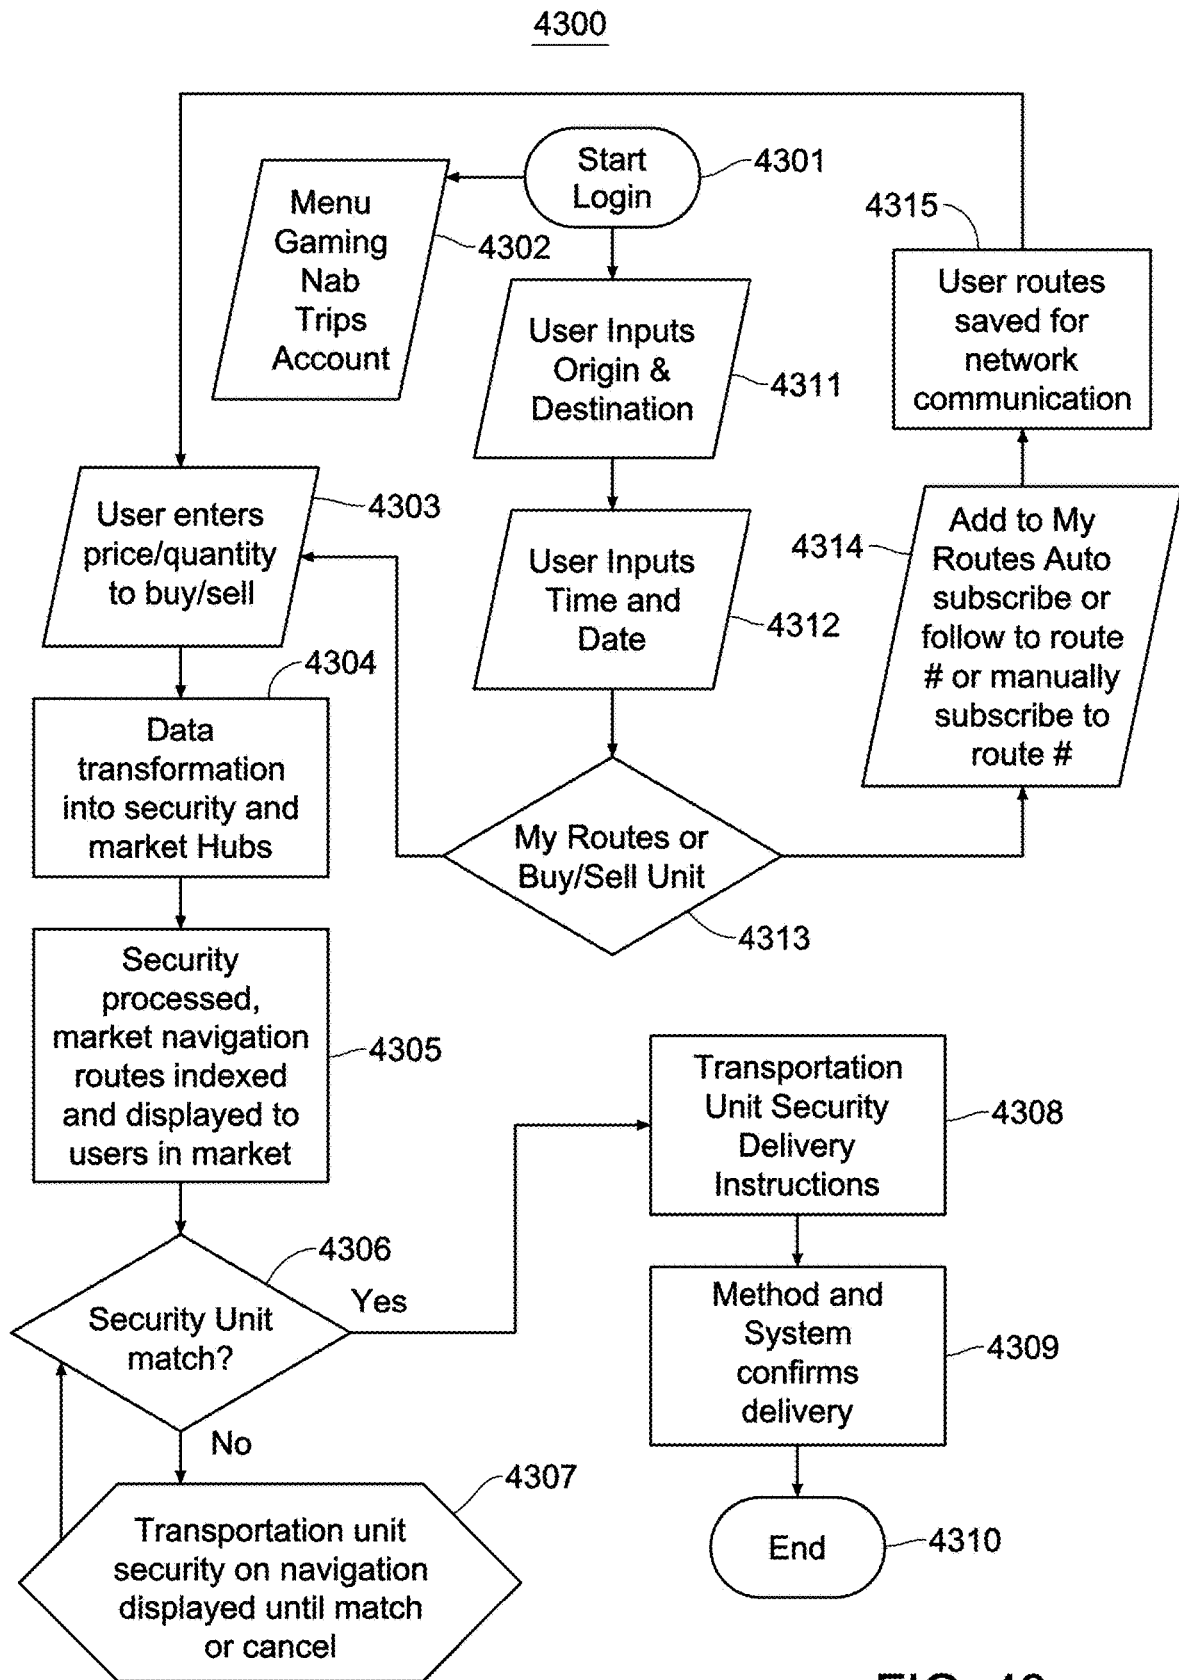 4300
Start
Login
4301
Menu
Gaming
Nab
Trips
Account
4302
User Inputs
Origin &
Destination
4311
4315
User routes
saved for
network
communication
User enters
price/quantity
to buy/sell
4303
User Inputs
Time and
Date
4312
4314
Add to My
Routes Auto
subscribe or
follow to route
# or manually
subscribe to
route #
4304
Data
transformation
into security and
market Hubs
My Routes or
Buy/Sell Unit
4313
Security
processed,
market navigation
routes indexed
and displayed to
users in market
4305
Transportation
Unit Security
Delivery
Instructions
4308
4306
Security Unit
match?
Yes
No
Method and
System
confirms
delivery
4309
4307
Transportation unit
security on navigation
displayed until match
or cancel
End
4310